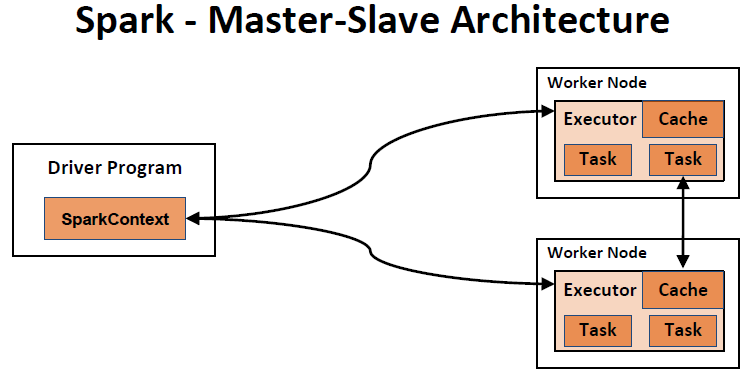 Spark - Master-Slave Architecture
Driver Program
SparkContext
Worker Node
Executor
Cache
Task
Task
Worker Node
Executor
Cache
Task
Task